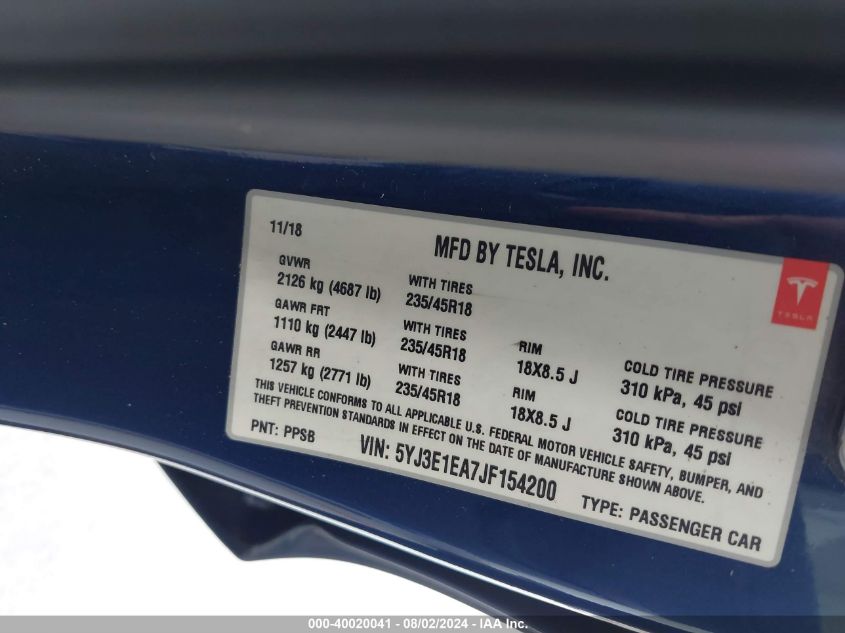 11/18
MFD BY TESLA, INC.
TESLA
GVWR
2126 kg (4687 lb)
WITH TIRES
235/45R18
GAWR FRT
1110 kg (2447 lb)
WITH TIRES
235/45R18
RIM
18X8.5 J
COLD TIRE PRESSURE
310 kPa, 45 psi
GAWR RR
1257 kg (2771 lb)
WITH TIRES
235/45R18
RIM
18X8.5 J
COLD TIRE PRESSURE
310 kPa, 45 psi
THIS VEHICLE CONFORMS TO ALL APPLICABLE U.S. FEDERAL MOTOR VEHICLE SAFETY, BUMPER, AND
THEFT PREVENTION STANDARDS IN EFFECT ON THE DATE OF MANUFACTURE SHOWN ABOVE.
PNT: PPSB
VIN: 5YJ3E1EA7JF154200
TYPE: PASSENGER CAR
000-40020041 - 08/02/2024 - IAA Inc.